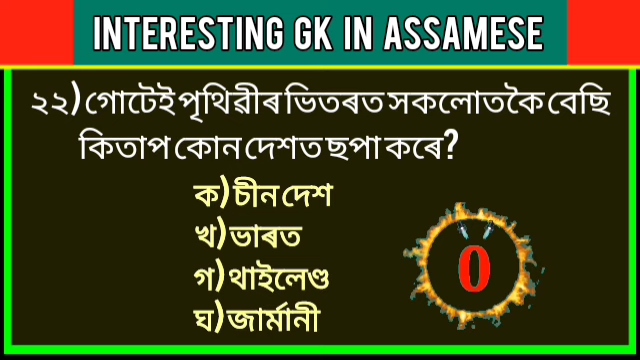 INTERESTING GK IN ASSAMESE
২২) গোটেই পৃথিৱীৰ ভিতৰত সকলোতকৈ বেছি
কিতাপ কোন দেশত ছপা কৰে?
ক) চীন দেশ
খ) ভাৰত
গ) থাইলেণ্ড
ঘ) জাৰ্মানী
0